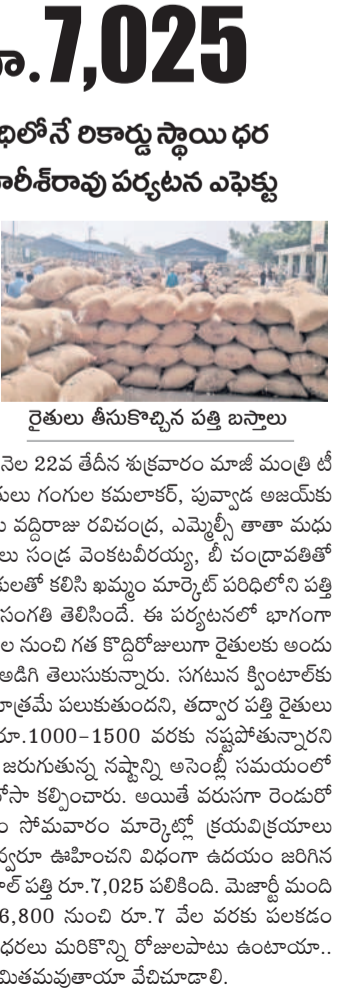 రూ.7,025
ధిలోనే రికార్డు స్థాయి ధర
హరీశ్‌రావు పర్యటన ఎఫెక్టు
రైతులు తీసుకొచ్చిన పత్తి బస్తాలు
నెల 22వ తేదీన శుక్రవారం మాజీ మంత్రి టీ
తులు గంగుల కమలాకర్, పువ్వాడ అజయ్‌కు
వద్దిరాజు రవిచంద్ర, ఎమ్మెల్సీ తాతా మధు
లు సండ్ర వెంకటవీరయ్య, బీ చంద్రావతితో
కులతో కలిసి ఖమ్మం మార్కెట్ పరిధిలోని పత్తి
సంగతి తెలిసిందే. ఈ పర్యటనలో భాగంగా
ల నుంచి గత కొద్దిరోజులుగా రైతులకు అందు
అడిగి తెలుసుకున్నారు. సగటున క్వింటాల్‌కు
మాత్రమే పలుకుతుందని, తద్వార పత్తి రైతులు
రూ.1000-1500 వరకు నష్టపోతున్నారని
జరుగుతున్న నష్టాన్ని అసెంబ్లీ సమయంలో
రోసా కల్పించారు. అయితే వరుసగా రెండురో
సోమవారం మార్కెట్లో క్రయవిక్రయాలు
వ్వరూ ఊహించని విధంగా ఉదయం జరిగిన
టాల్ పత్తి రూ.7,025 పలికింది. మెజార్టీ మంది
6,800 నుంచి రూ.7 వేల వరకు పలకడం
ధరలు మరికొన్ని రోజులపాటు ఉంటాయా..
మితమవుతాయా వేచిచూడాలి.